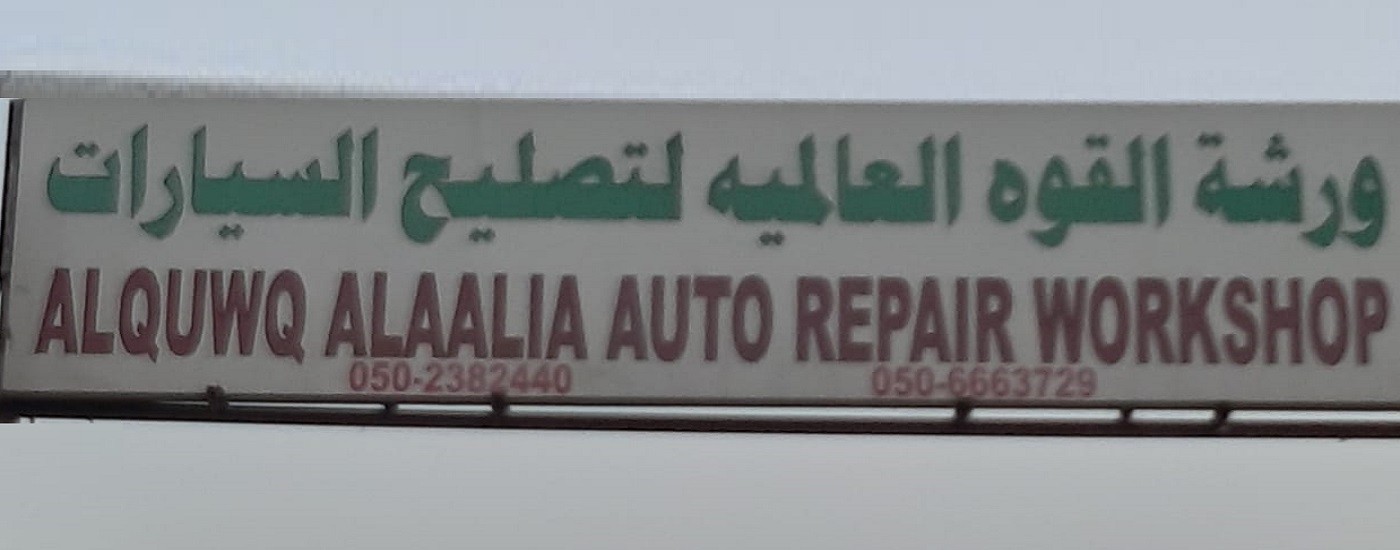 ورشة القوه العالميه لتصليح السيارات
ALQUWQ ALAALIA AUTO REPAIR WORKSHOP
050-2382440 050-6663729